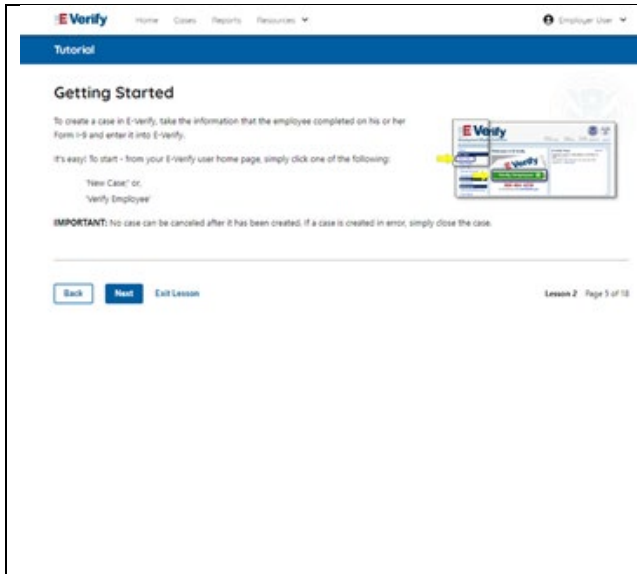 E Verify Home Cases Reports Resources Employer User
Tutorial
Getting Started
To create a case in E-Verify, take the information that the employee completed on his or her
Form I-9 and enter it into E-Verify.
It's easy! To start - from your E-Verify user home page, simply click one of the following:
'New Case;' or,
'Verify Employee'
IMPORTANT: No case can be canceled after it has been created. If a case is created in error, simply close the case.
E Verify
E Verify
Verify Employee
Back Next Exit Lesson Lesson 2 Page 5 of 18